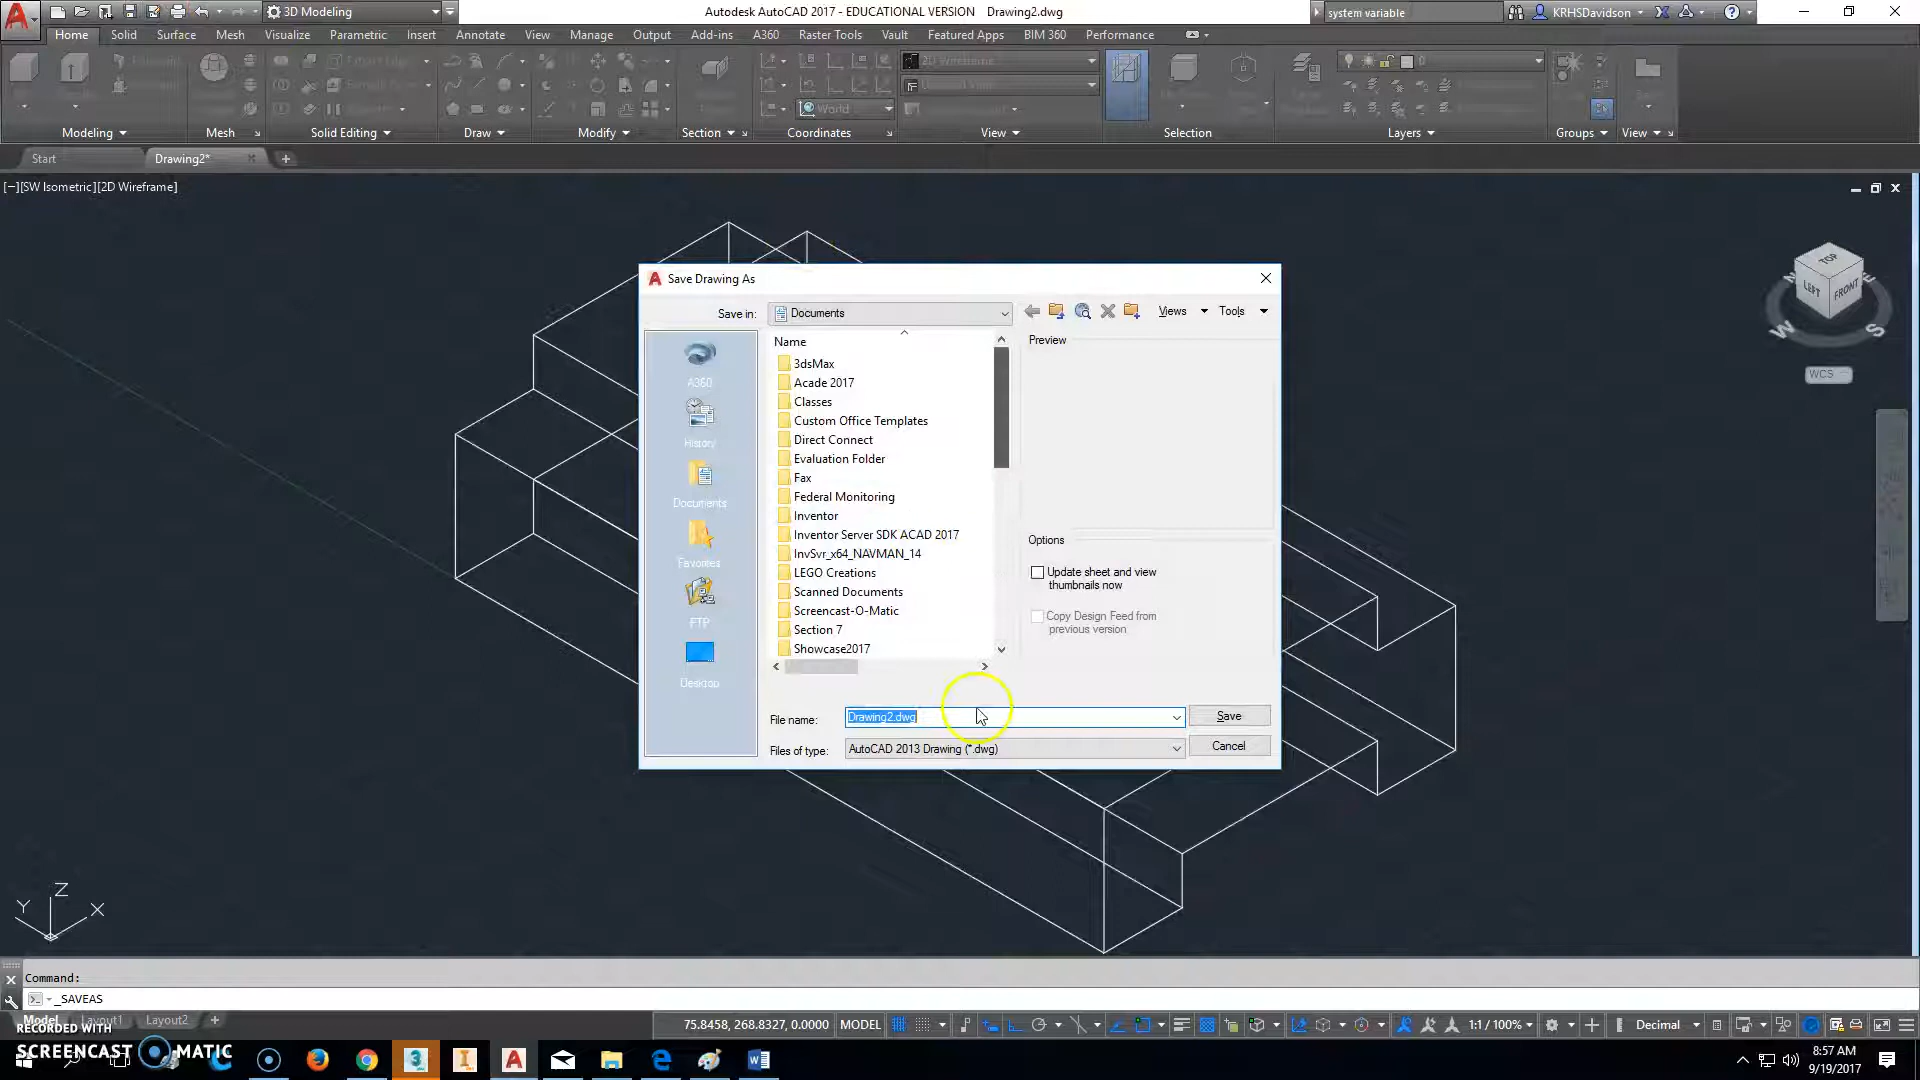 3D Modeling
Autodesk AutoCAD 2017 - EDUCATIONAL VERSION Drawing2.dwg
system variable
KRHSDavidson
Home Solid Surface Mesh Visualize Parametric Insert Annotate View Manage Output Add-ins A360 Raster Tools Vault Featured Apps BIM 360 Performance
2D Wireframe
0
World
Modeling Mesh Solid Editing Draw Modify Section Coordinates View Selection Layers Groups View
Start Drawing2*
[−][SW Isometric][2D Wireframe]
TOP
LEFT FRONT
W S
WCS
Save Drawing As
Save in: Documents
Views Tools
Name
Preview
3dsMax
Acade 2017
Classes
Custom Office Templates
Direct Connect
Evaluation Folder
Fax
Federal Monitoring
Inventor
Inventor Server SDK ACAD 2017
InvSvr_x64_NAVMAN_14
LEGO Creations
Scanned Documents
Screencast-O-Matic
Section 7
Showcase2017
A360
History
Documents
Favorites
FTP
Desktop
Options
Update sheet and view
thumbnails now
Copy Design Feed from
previous version
File name: Drawing2.dwg
Save
Files of type: AutoCAD 2013 Drawing (*.dwg)
Cancel
Z
Y X
Command:
_SAVEAS
Model Layout1 Layout2 +
75.8458, 268.8327, 0.0000 MODEL
1:1 / 100%
Decimal
RECORDED WITH
SCREENCAST MATIC
8:57 AM
9/19/2017